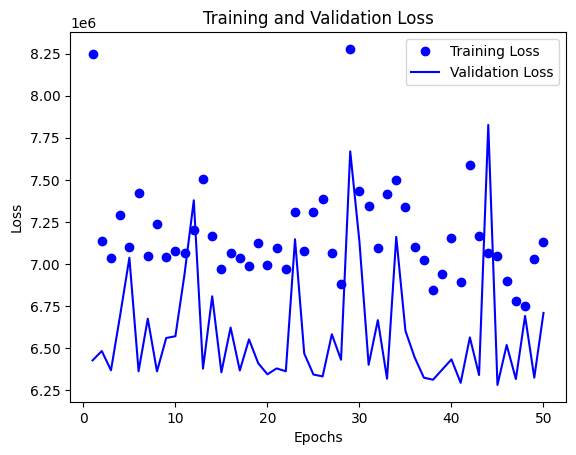 Training and Validation Loss
1e6
Training Loss
Validation Loss
8.25
8.00
7.75
7.50
7.25
7.00
6.75
6.50
6.25
Loss
0
10
20
30
40
50
Epochs